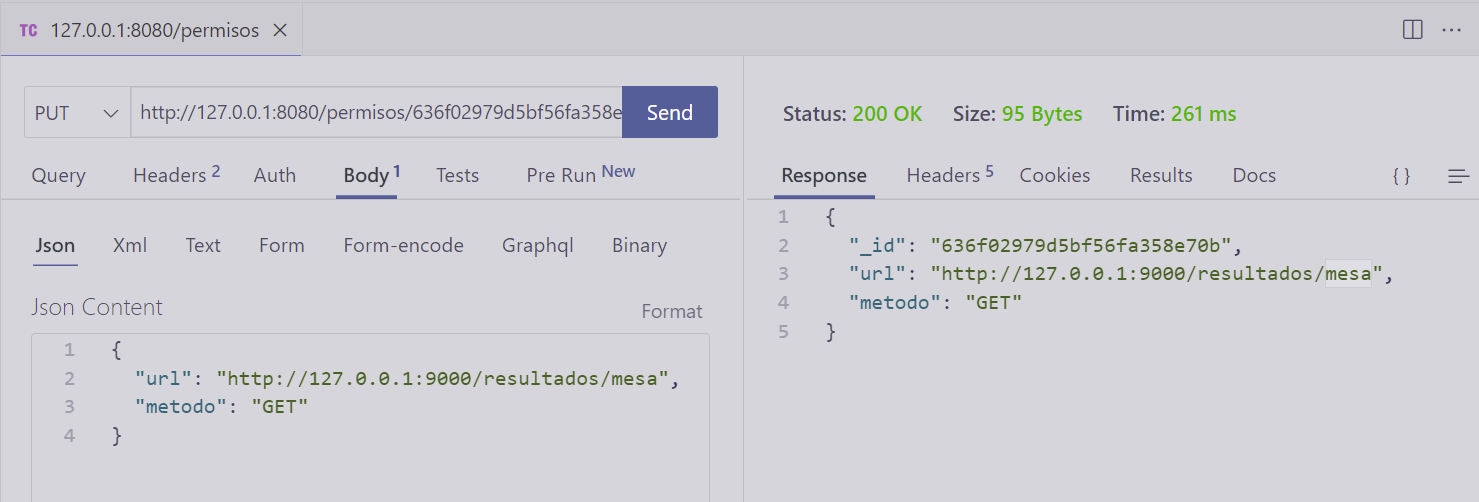 TC 127.0.0.1:8080/permisos
PUT http://127.0.0.1:8080/permisos/636f02979d5bf56fa358e Send
Query Headers 2 Auth Body 1 Tests Pre Run New
Json Xml Text Form Form-encode Graphql Binary
Json Content Format
1 {
2 "url": "http://127.0.0.1:9000/resultados/mesa",
3 "metodo": "GET"
4 }
Status: 200 OK Size: 95 Bytes Time: 261 ms
Response Headers 5 Cookies Results Docs { }
1 {
2 "_id": "636f02979d5bf56fa358e70b",
3 "url": "http://127.0.0.1:9000/resultados/mesa",
4 "metodo": "GET"
5 }